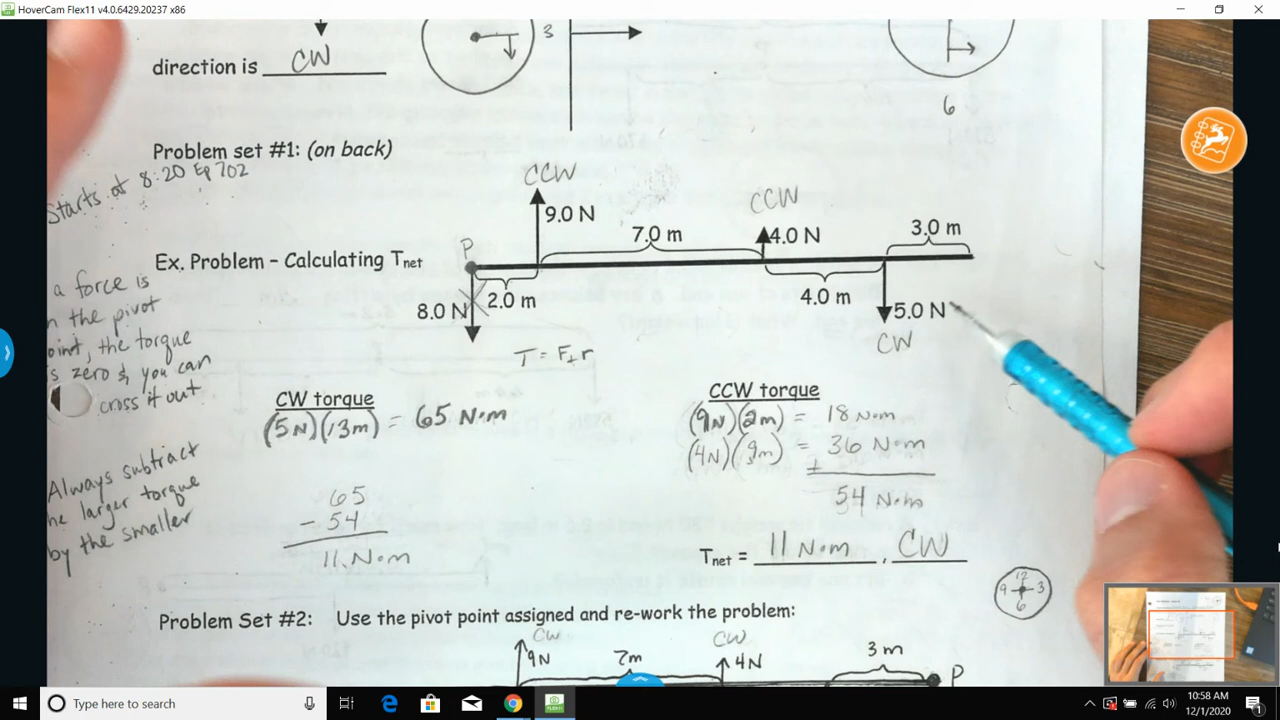 HoverCam Flex11 v4.0.6429.20237 x86
direction is CW
3
6
Problem set #1: (on back)
Starts at 8:20 Ep 702
CCW
9.0 N
CCW
7.0 m
4.0 N
3.0 m
P
Ex. Problem – Calculating Tnet
2.0 m
8.0 N
4.0 m
5.0 N
CW
a force is
the pivot
point, the torque
is zero & you can
cross it out
T = F⊥r
CW torque
(5N)(13m) = 65 N·m
CCW torque
(9N)(2m) = 18 N·m
(4N)(9m) = 36 N·m
+
54 N·m
Always subtract
the larger torque
by the smaller
65
- 54
11 N·m
Tnet = 11 N·m, CW
12
9 3
6
Problem Set #2: Use the pivot point assigned and re-work the problem:
CW
9N
7m
CW
4N
3m
P
Type here to search
10:58 AM
12/1/2020